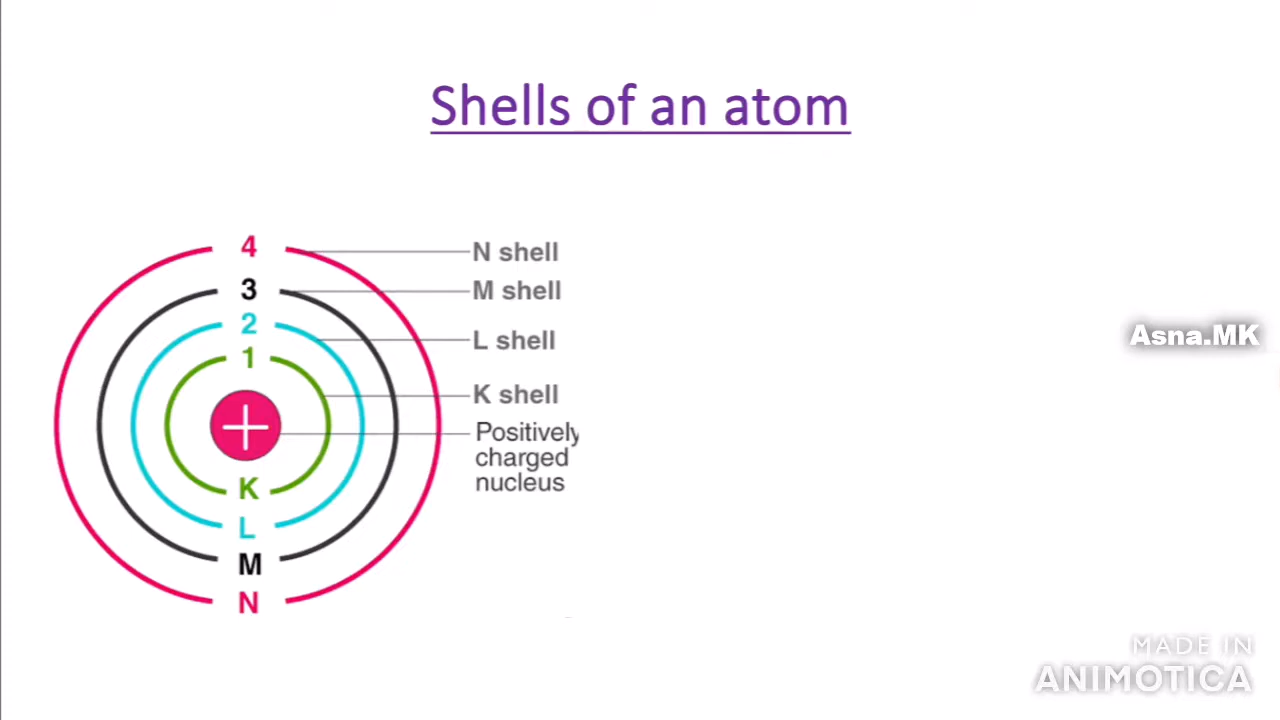 Shells of an atom
4
3
2
1
K
L
M
N
N shell
M shell
L shell
K shell
Positively
charged
nucleus
Asna.MK
MADE IN
ANIMOTICA